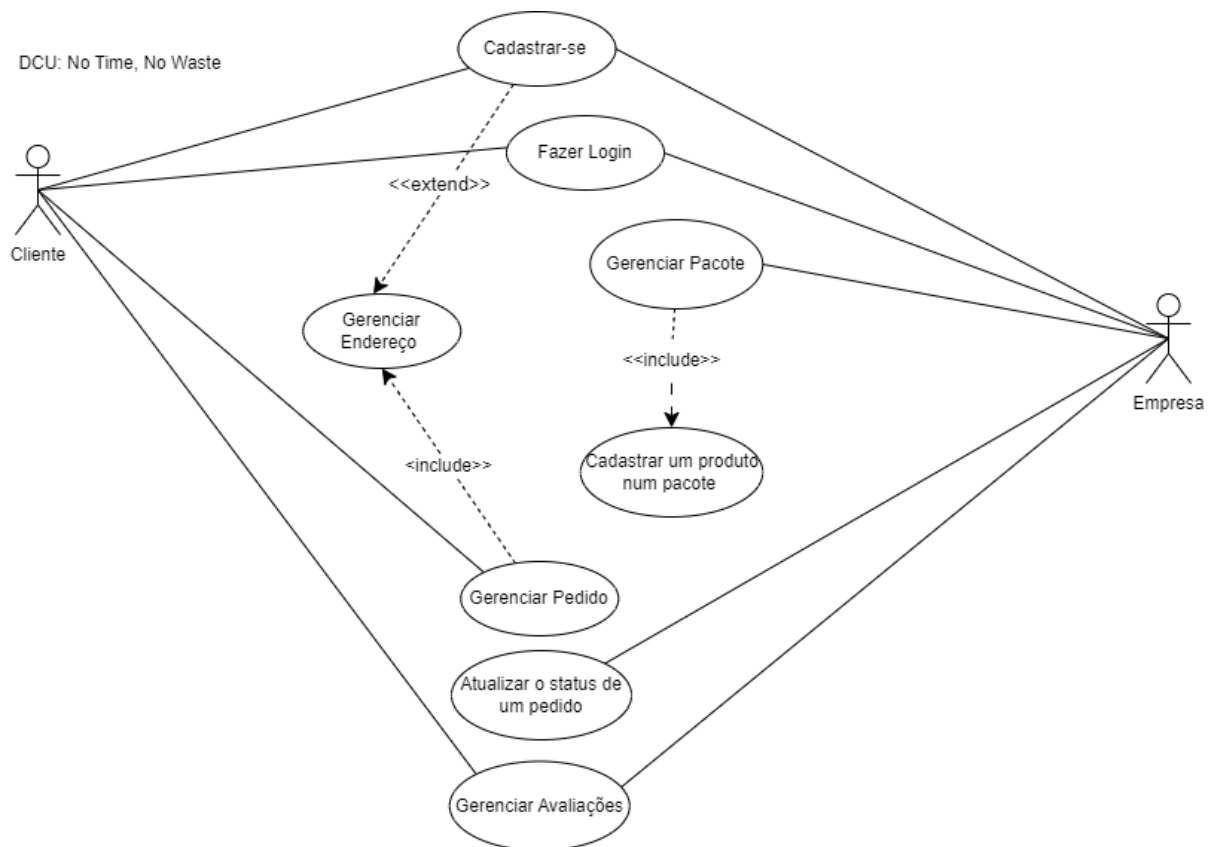 Cadastrar-se
DCU: No Time, No Waste
Fazer Login
<<extend>>
Cliente
Gerenciar Pacote
Gerenciar
Endereço
<<include>>
Empresa
<include>>
Cadastrar um produto
num pacote
Gerenciar Pedido
Atualizar o status de
um pedido
Gerenciar Avaliações